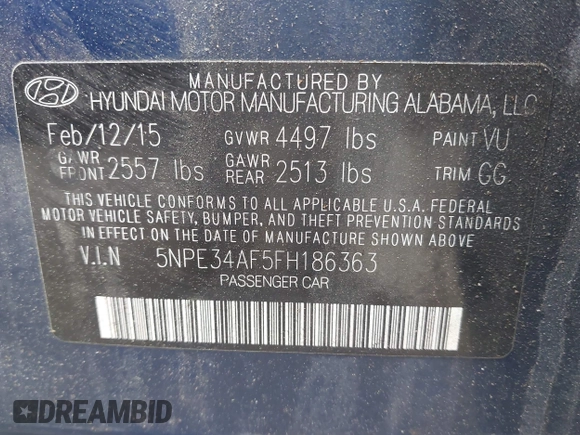 MANUFACTURED BY
HYUNDAI MOTOR MANUFACTURING ALABAMA, LLC
Feb/12/15 GVWR 4497 lbs PAINT VU
GAWR FRONT 2557 lbs GAWR REAR 2513 lbs TRIM GG
THIS VEHICLE CONFORMS TO ALL APPLICABLE U.S.A. FEDERAL
MOTOR VEHICLE SAFETY, BUMPER, AND THEFT PREVENTION STANDARDS
IN EFFECT ON THE DATE OF MANUFACTURE SHOWN ABOVE
V.I.N 5NPE34AF5FH186363
PASSENGER CAR
DREAMBID